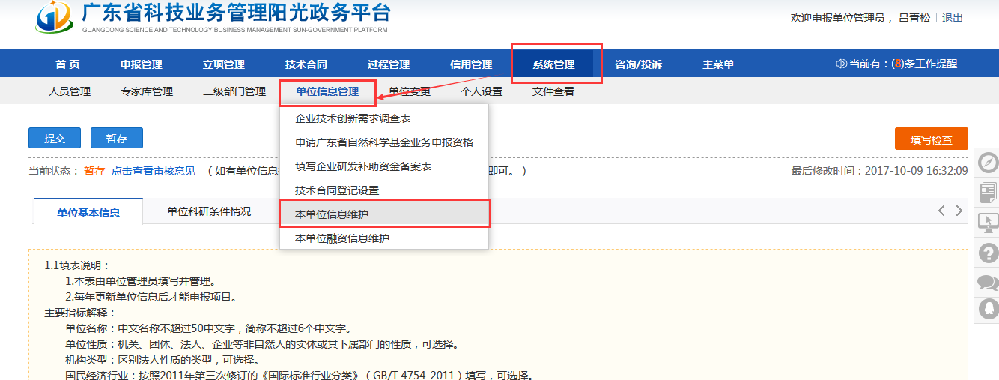 广东省科技业务管理阳光政务平台
GUANGDONG SCIENCE AND TECHNOLOGY BUSINESS MANAGEMENT SUN-GOVERNMENT PLATFORM
欢迎申报单位管理员， 吕青松 退出
首 页 申报管理 立项管理 技术合同 过程管理 信用管理 系统管理 咨询/投诉 主菜单 当前有：(8)条工作提醒
人员管理 专家库管理 二级部门管理 单位信息管理 单位变更 个人设置 文件查看
企业技术创新需求调查表
申请广东省自然科学基金业务申报资格
填写企业研发补助资金备案表
技术合同登记设置
本单位信息维护
本单位融资信息维护
提交 暂存 填写检查
当前状态： 暂存 点击查看审核意见 （如有单位信息 即可。） 最后修改时间：2017-10-09 16:32:09
单位基本信息 单位科研条件情况
1.1填表说明：
1.本表由单位管理员填写并管理。
2.每年更新单位信息后才能申报项目。
主要指标解释：
单位名称：中文名称不超过50中文字，简称不超过6个中文字。
单位性质：机关、团体、法人、企业等非自然人的实体或其下属部门的性质，可选择。
机构类型：区别法人性质的类型，可选择。
国民经济行业：按照2011年第三次修订的《国际标准行业分类》（GB/T 4754-2011）填写，可选择。